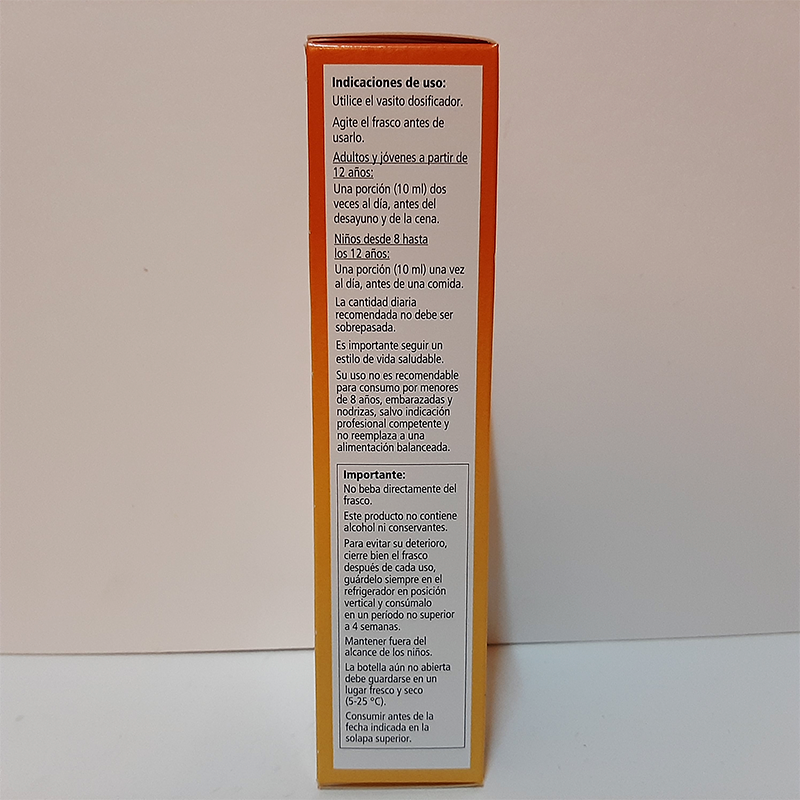 Indicaciones de uso:
Utilice el vasito dosificador.
Agite el frasco antes de
usarlo.
Adultos y jóvenes a partir de
12 años:
Una porción (10 ml) dos
veces al día, antes del
desayuno y de la cena.
Niños desde 8 hasta
los 12 años:
Una porción (10 ml) una vez
al día, antes de una comida.
La cantidad diaria
recomendada no debe ser
sobrepasada.
Es importante seguir un
estilo de vida saludable.
Su uso no es recomendable
para consumo por menores
de 8 años, embarazadas y
nodrizas, salvo indicación
profesional competente y
no reemplaza a una
alimentación balanceada.
Importante:
No beba directamente del
frasco.
Este producto no contiene
alcohol ni conservantes.
Para evitar su deterioro,
cierre bien el frasco
después de cada uso,
guárdelo siempre en el
refrigerador en posición
vertical y consúmalo
en un período no superior
a 4 semanas.
Mantener fuera del
alcance de los niños.
La botella aún no abierta
debe guardarse en un
lugar fresco y seco
(5-25 °C).
Consumir antes de la
fecha indicada en la
solapa superior.